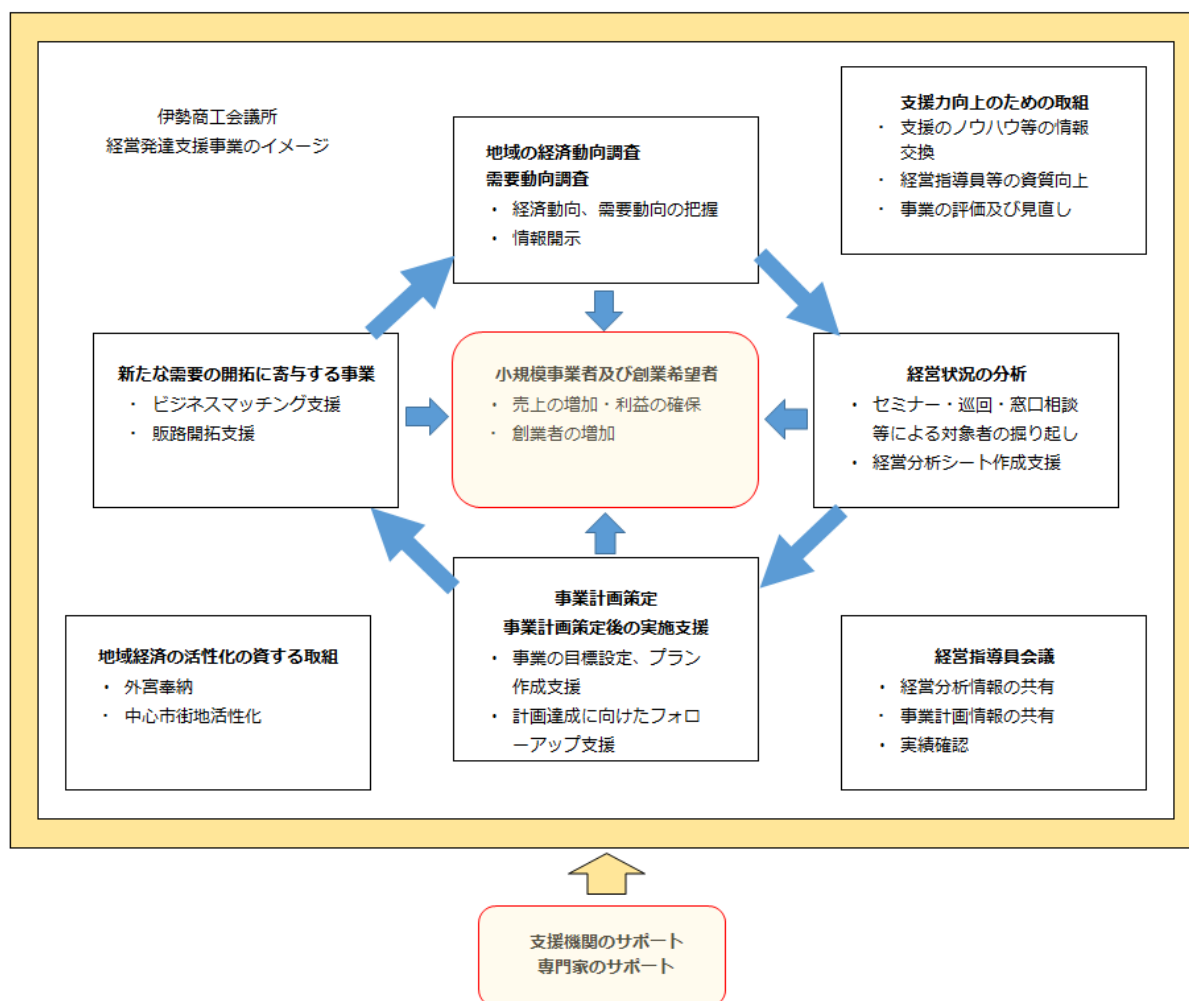 伊勢商工会議所
経営発達支援事業のイメージ
地域の経済動向調査
需要動向調査
・ 経済動向、需要動向の把握
・ 情報開示
支援力向上のための取組
・ 支援のノウハウ等の情報
交換
・ 経営指導員等の資質向上
・ 事業の評価及び見直し
新たな需要の開拓に寄与する事業
・ ビジネスマッチング支援
・ 販路開拓支援
小規模事業者及び創業希望者
・ 売上の増加・利益の確保
・ 創業者の増加
経営状況の分析
・ セミナー・巡回・窓口相談
等による対象者の掘り起し
・ 経営分析シート作成支援
事業計画策定
事業計画策定後の実施支援
・ 事業の目標設定、プラン
作成支援
・ 計画達成に向けたフォロ
ーアップ支援
地域経済の活性化の資する取組
・ 外宮奉納
・ 中心市街地活性化
経営指導員会議
・ 経営分析情報の共有
・ 事業計画情報の共有
・ 実績確認
支援機関のサポート
専門家のサポート